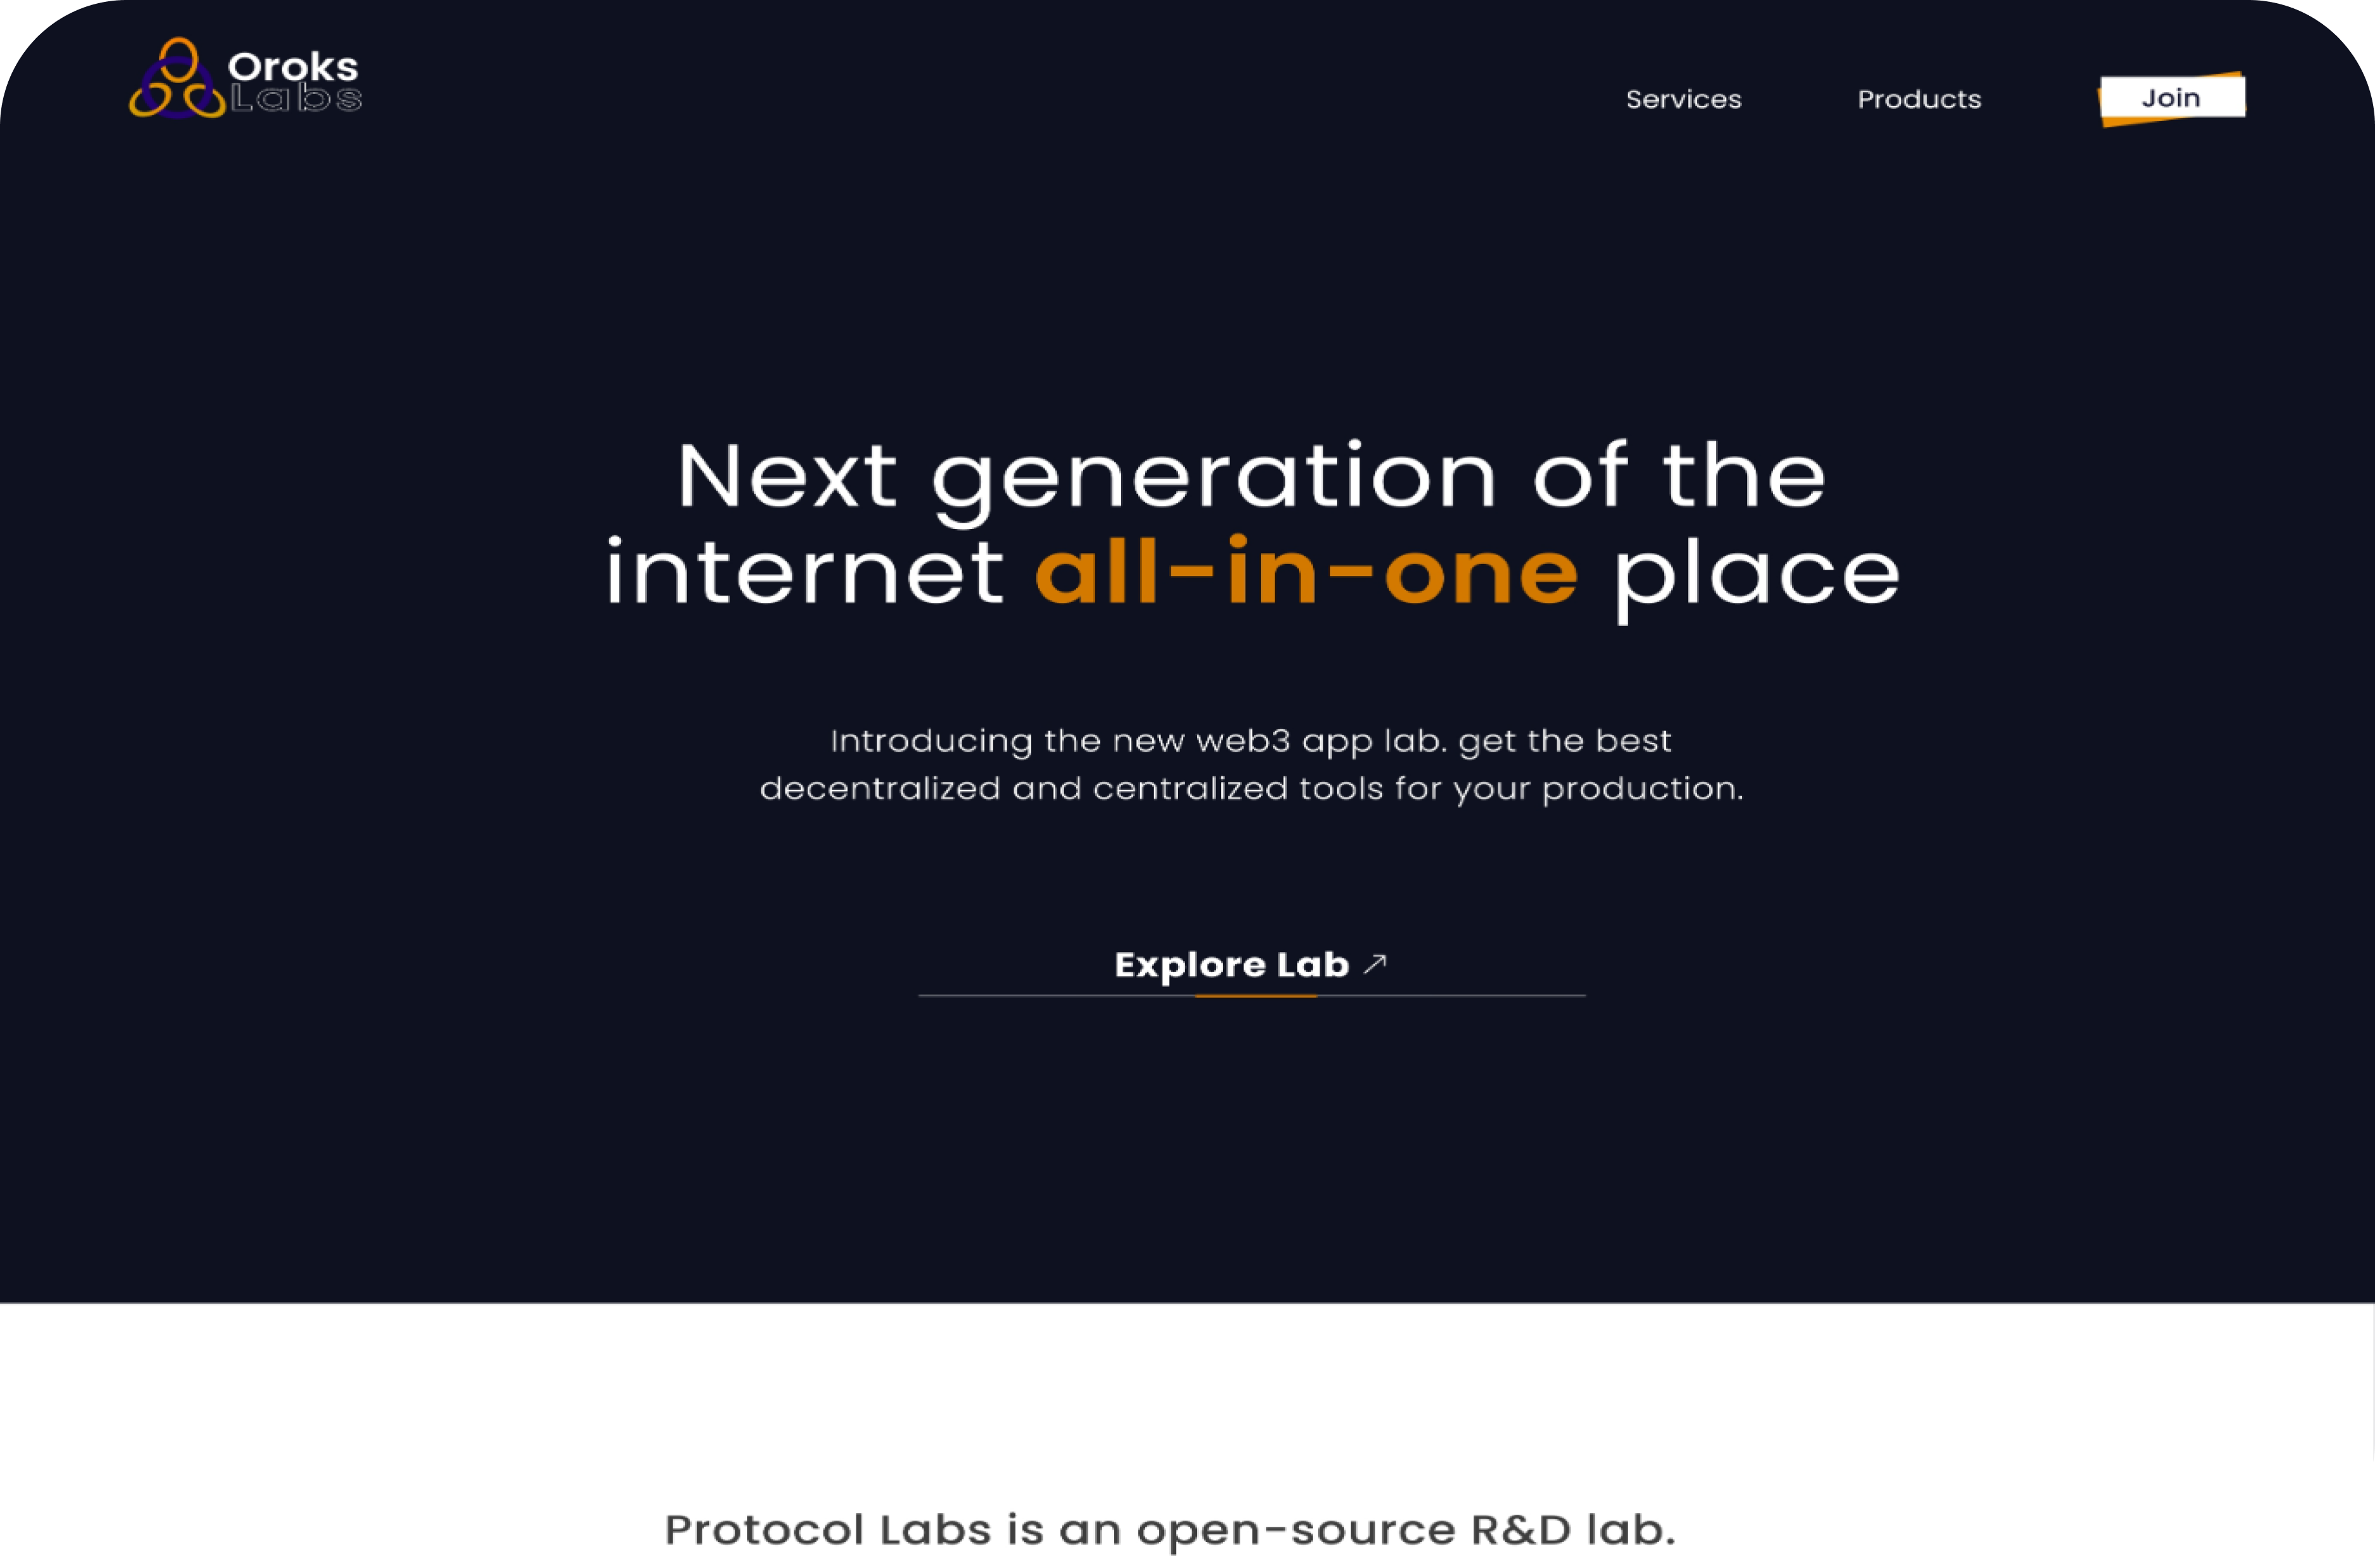 Oroks
Labs
Services
Products
Join
Next generation of the
internet all-in-one place
Introducing the new web3 app lab. get the best
decentralized and centralized tools for your production.
Explore Lab
Protocol Labs is an open-source R&D lab.